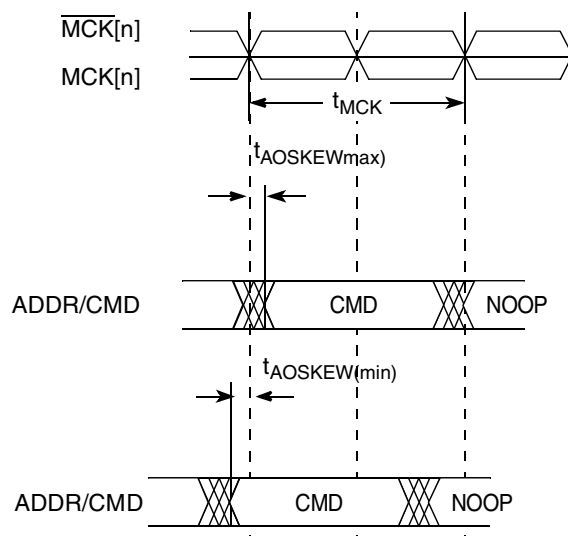 MCK[n]
MCK[n]
tMCK
tAOSKEWmax)
ADDR/CMD CMD NOOP
tAOSKEW(min)
ADDR/CMD CMD NOOP